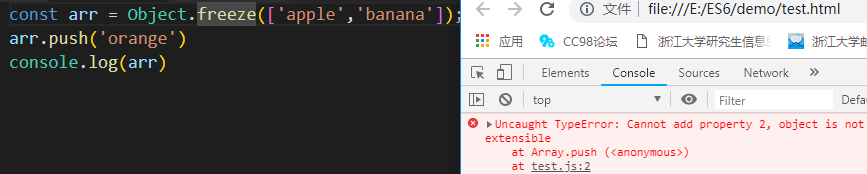 const arr = Object.freeze(['apple','banana']);
arr.push('orange')
console.log(arr)
文件 | file:///E:/ES6/demo/test.html
应用 CC98论坛 浙江大学研究生信息 浙江大学
Elements Console Sources Network »
top Filter Defa
Uncaught TypeError: Cannot add property 2, object is not
extensible
at Array.push (<anonymous>)
at test.js:2